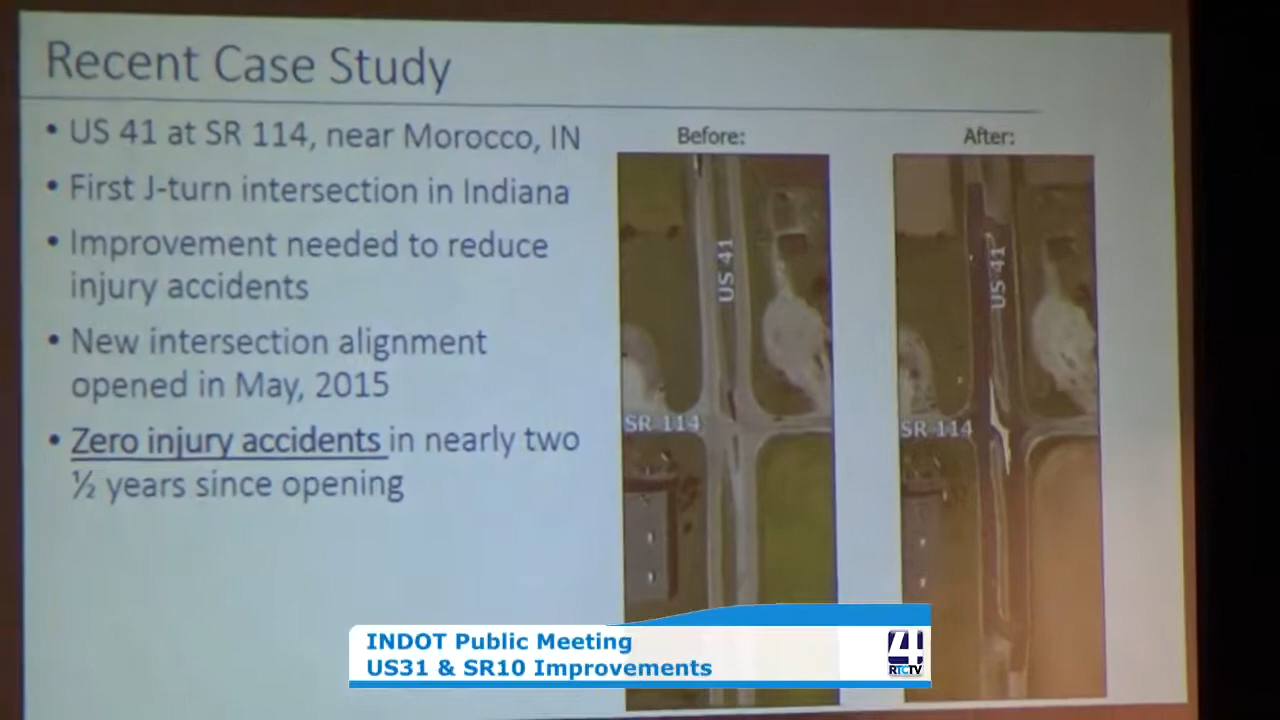 Recent Case Study
• US 41 at SR 114, near Morocco, IN
• First J-turn intersection in Indiana
• Improvement needed to reduce
injury accidents
• New intersection alignment
opened in May, 2015
• Zero injury accidents in nearly two
½ years since opening
Before:
US 41
SR 114
After:
US 41
SR 114
INDOT Public Meeting
US31 & SR10 Improvements
4
RTCTV